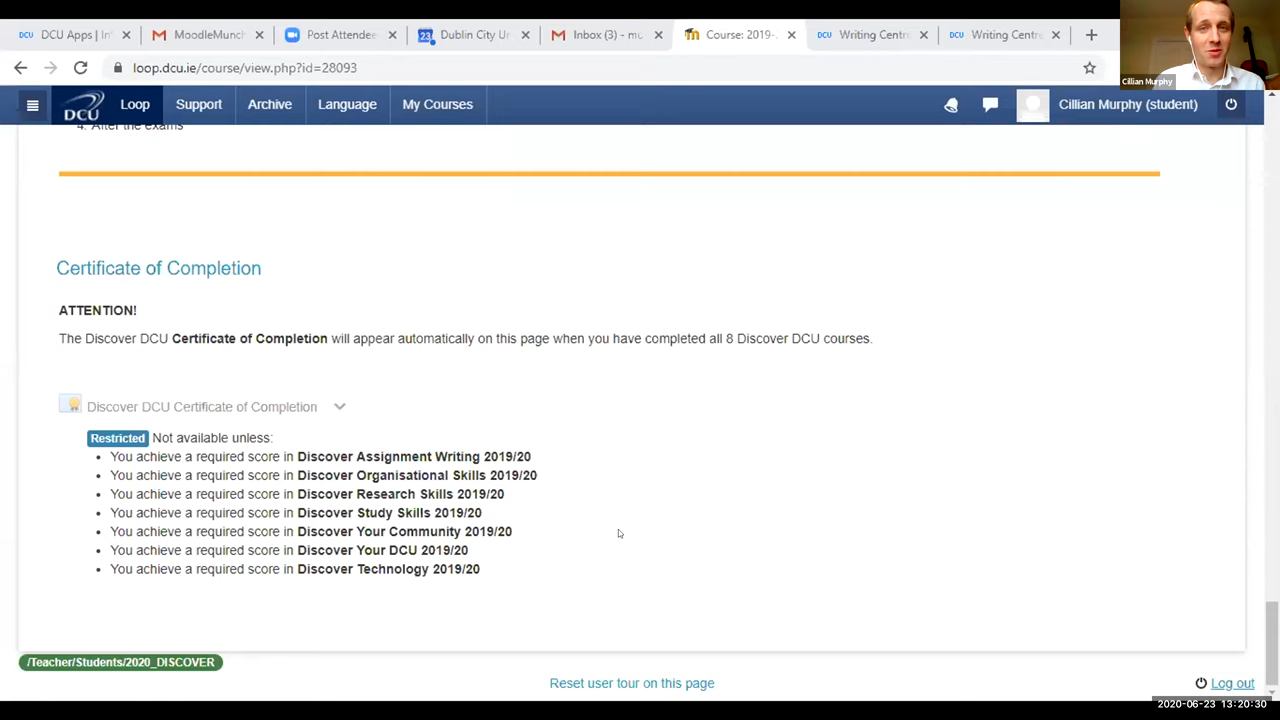 DCU Apps | In
MoodleMunch
Post Attendee
23
Dublin City U
Inbox (3) - mu
Course: 2019-
DCU
Writing Centr
DCU
Writing Centr
loop.dcu.ie/course/view.php?id=28093
Cillian Murphy
DCU
Loop
Support
Archive
Language
My Courses
Cillian Murphy (student)
4. After the exams
Certificate of Completion
ATTENTION!
The Discover DCU Certificate of Completion will appear automatically on this page when you have completed all 8 Discover DCU courses.
Discover DCU Certificate of Completion
Restricted Not available unless:
• You achieve a required score in Discover Assignment Writing 2019/20
• You achieve a required score in Discover Organisational Skills 2019/20
• You achieve a required score in Discover Research Skills 2019/20
• You achieve a required score in Discover Study Skills 2019/20
• You achieve a required score in Discover Your Community 2019/20
• You achieve a required score in Discover Your DCU 2019/20
• You achieve a required score in Discover Technology 2019/20
/Teacher/Students/2020_DISCOVER
Reset user tour on this page
Log out
2020-06-23 13:20:30